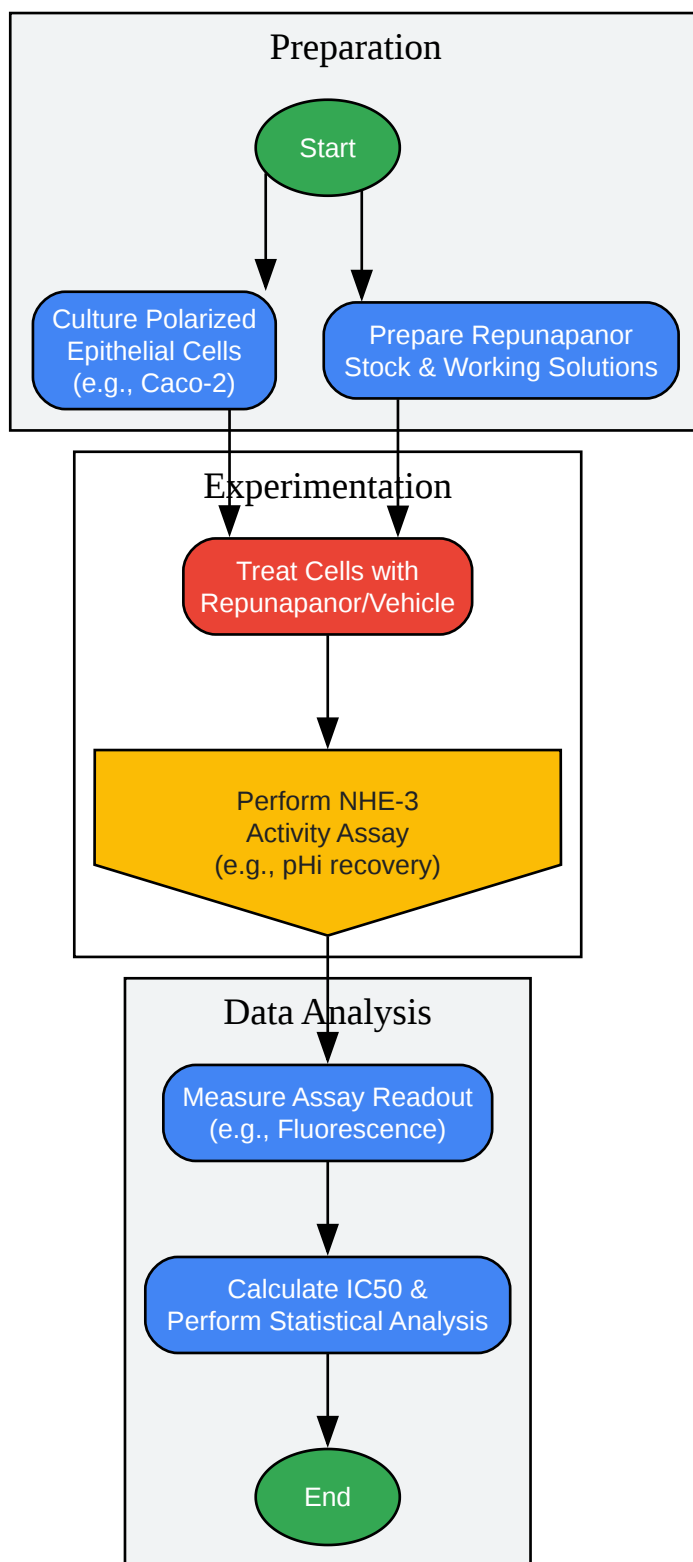 Preparation
Start
Culture Polarized
Epithelial Cells
(e.g., Caco-2)
Prepare Repunapanor
Stock & Working Solutions
Experimentation
Treat Cells with
Repunapanor/Vehicle
Perform NHE-3
Activity Assay
(e.g., pHi recovery)
Data Analysis
Measure Assay Readout
(e.g., Fluorescence)
Calculate IC50 &
Perform Statistical Analysis
End